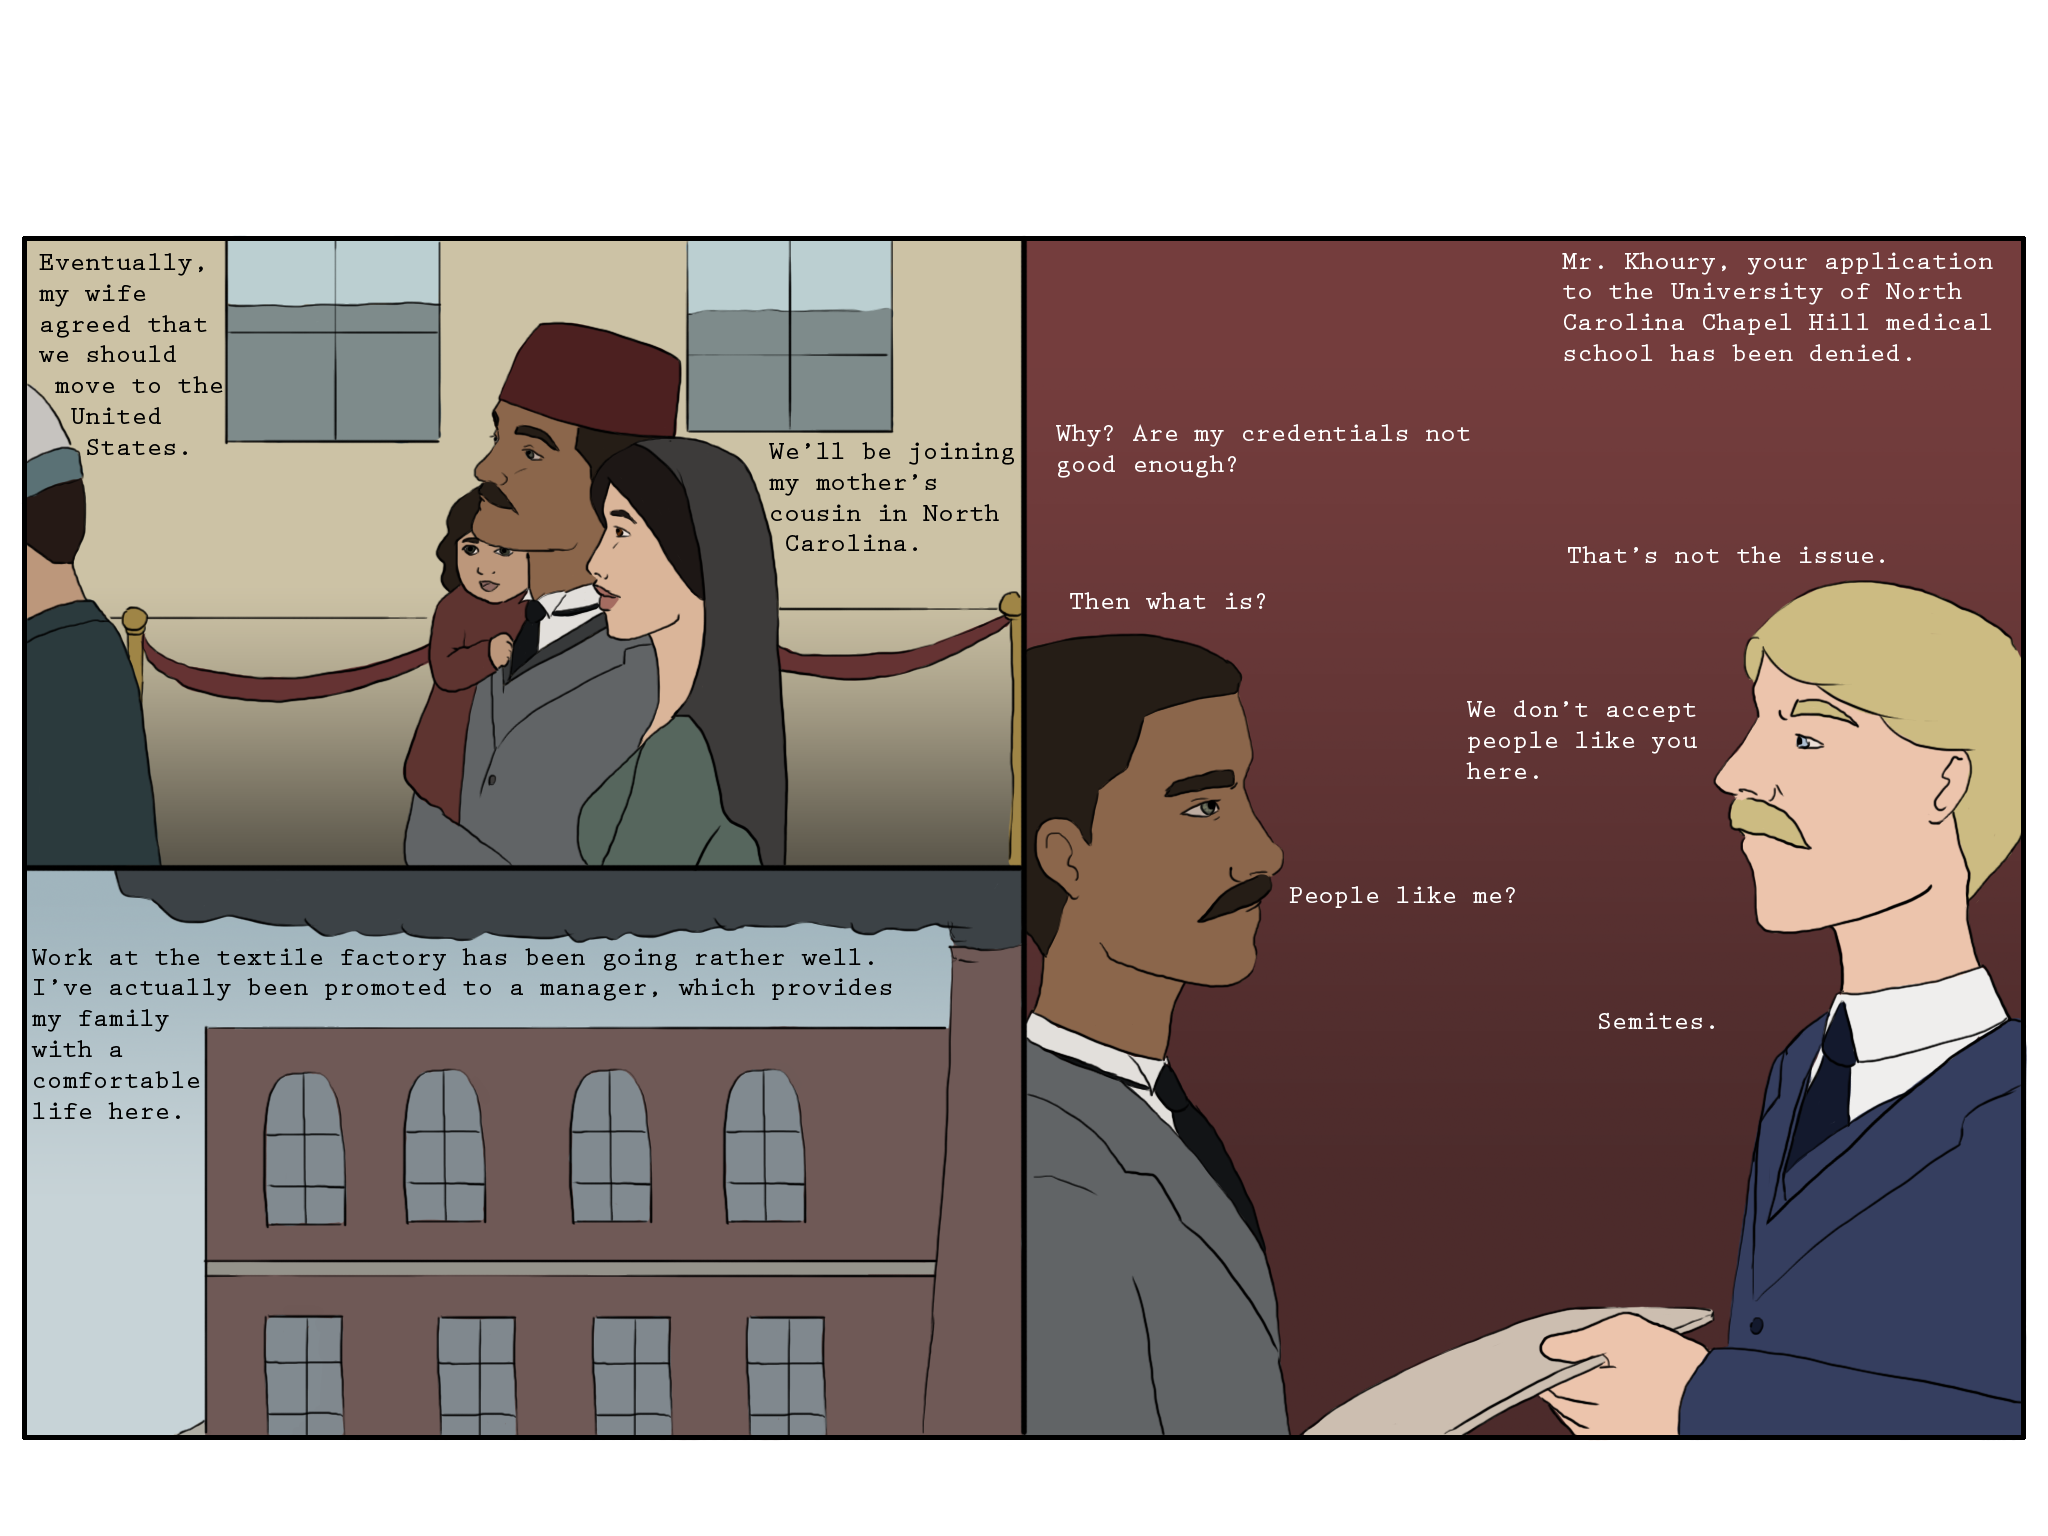 Eventually,
my wife
agreed that
we should
move to the
United
States.
We'll be joining
my mother's
cousin in North
Carolina.
Work at the textile factory has been going rather well.
I've actually been promoted to a manager, which provides
my family
with a
comfortable
life here.
Mr. Khoury, your application
to the University of North
Carolina Chapel Hill medical
school has been denied.
Why? Are my credentials not
good enough?
That's not the issue.
Then what is?
We don't accept
people like you
here.
People like me?
Semites.